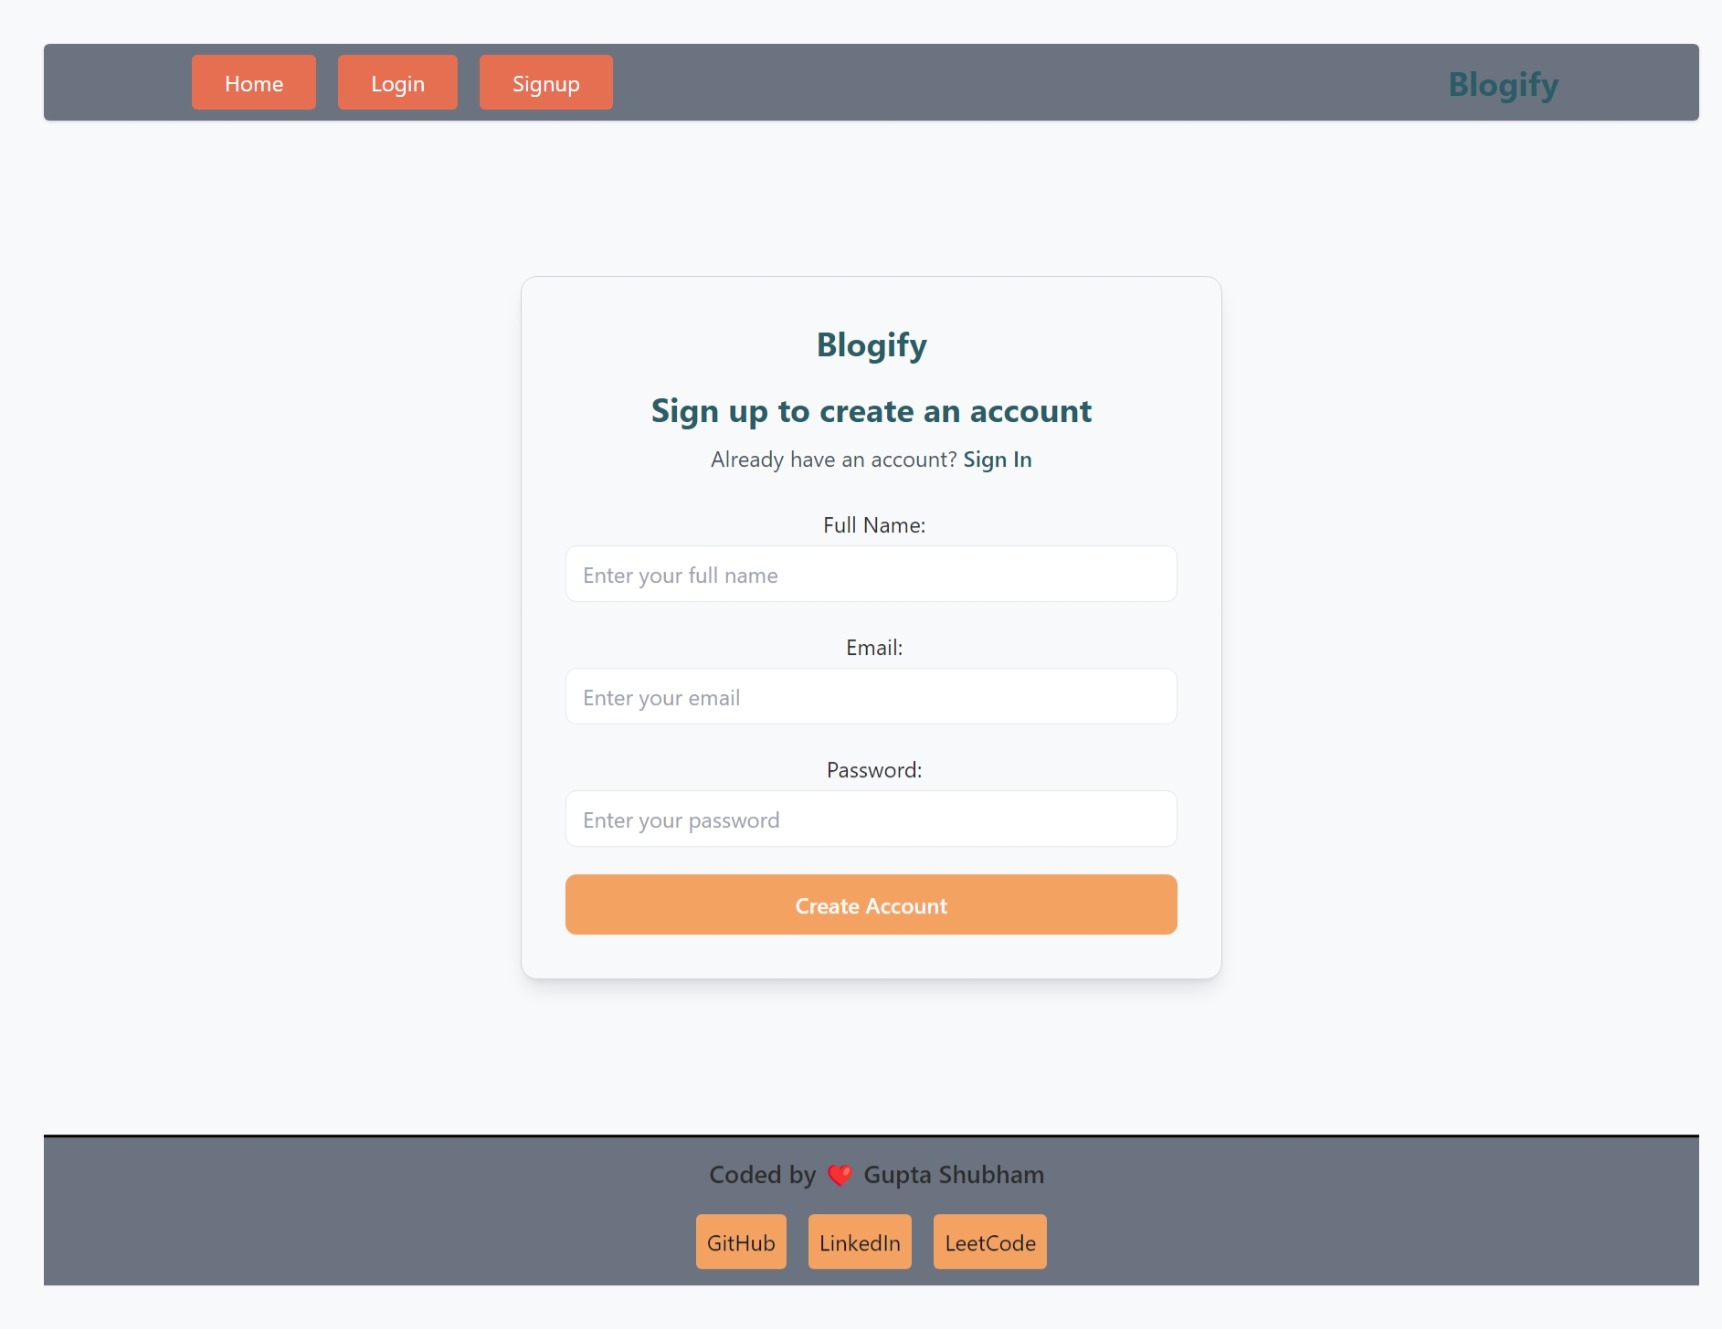 Home Login Signup Blogify
Blogify
Sign up to create an account
Already have an account? Sign In
Full Name:
Enter your full name
Email:
Enter your email
Password:
Enter your password
Create Account
Coded by ❤️ Gupta Shubham
GitHub LinkedIn LeetCode